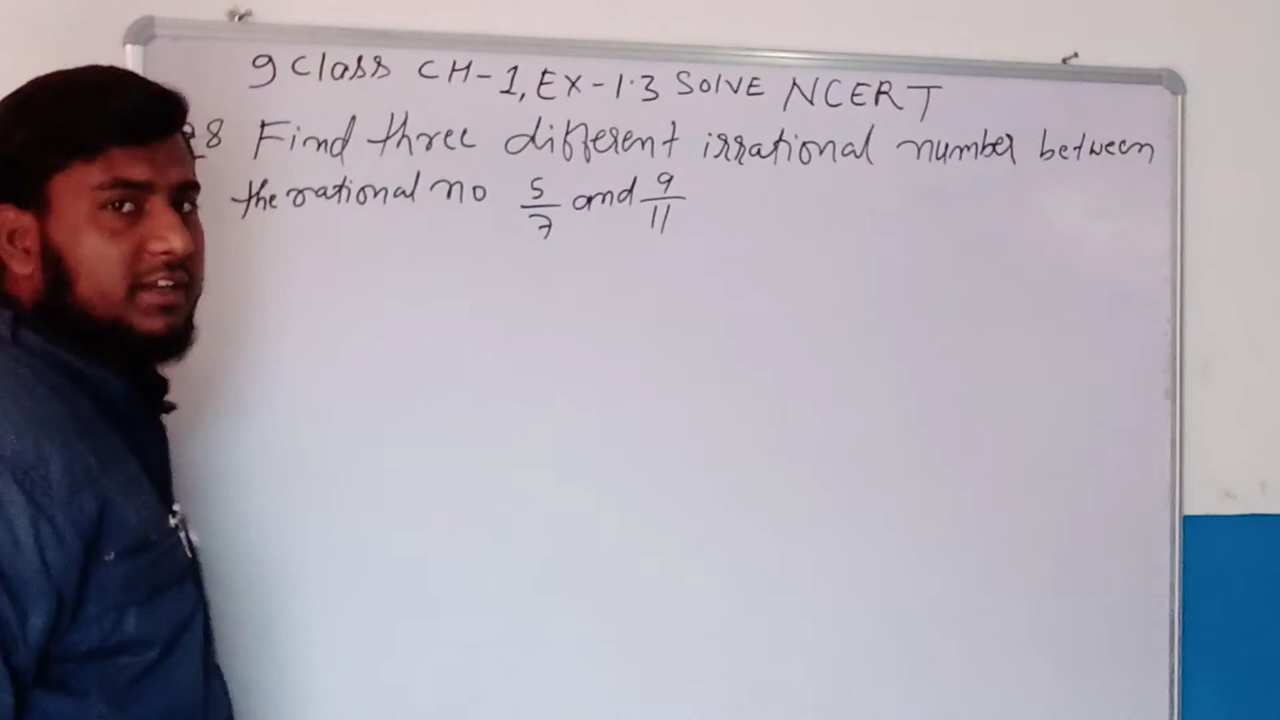 9 Class CH-1, EX-1.3 SOLVE NCERT
Q8 Find three different irrational number between
the rational no 5/7 and 9/11